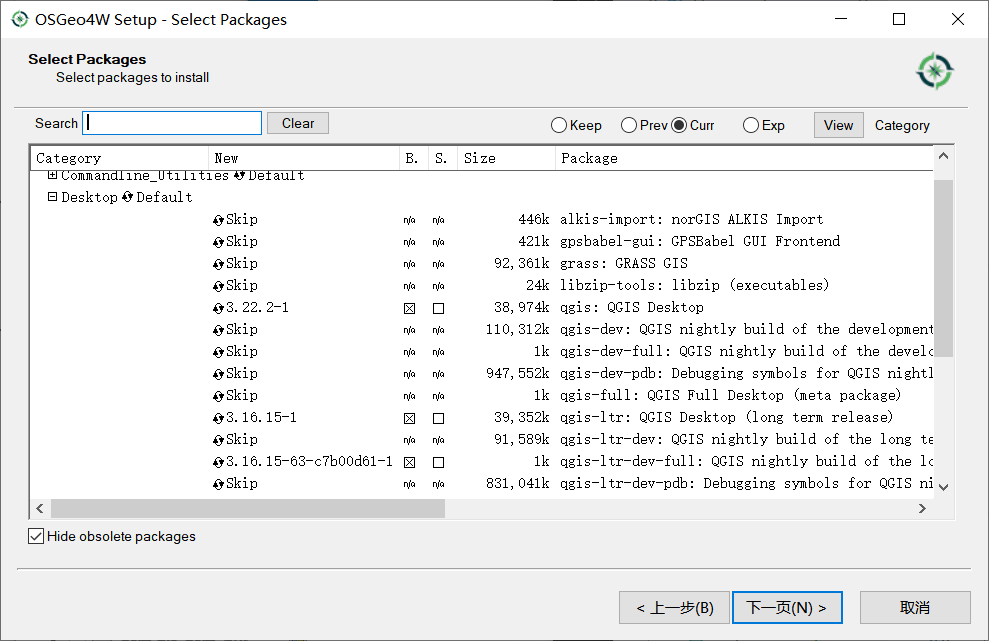 OSGeo4W Setup - Select Packages
Select Packages
Select packages to install
Search Clear Keep Prev Curr Exp View Category
Category New B. S. Size Package
Commandline_Utilities Default
Desktop Default
Skip n/a n/a 446k alkis-import: norGIS ALKIS Import
Skip n/a n/a 421k gpsbabel-gui: GPSBabel GUI Frontend
Skip n/a n/a 92,361k grass: GRASS GIS
Skip n/a n/a 24k libzip-tools: libzip (executables)
3.22.2-1 38,974k qgis: QGIS Desktop
Skip n/a n/a 110,312k qgis-dev: QGIS nightly build of the development
Skip n/a n/a 1k qgis-dev-full: QGIS nightly build of the develc
Skip n/a n/a 947,552k qgis-dev-pdb: Debugging symbols for QGIS nightl
Skip n/a n/a 1k qgis-full: QGIS Full Desktop (meta package)
3.16.15-1 39,352k qgis-ltr: QGIS Desktop (long term release)
Skip n/a n/a 91,589k qgis-ltr-dev: QGIS nightly build of the long te
3.16.15-63-c7b00d61-1 1k qgis-ltr-dev-full: QGIS nightly build of the lc
Skip n/a n/a 831,041k qgis-ltr-dev-pdb: Debugging symbols for QGIS ni
Hide obsolete packages
< 上一步(B) 下一页(N) > 取消